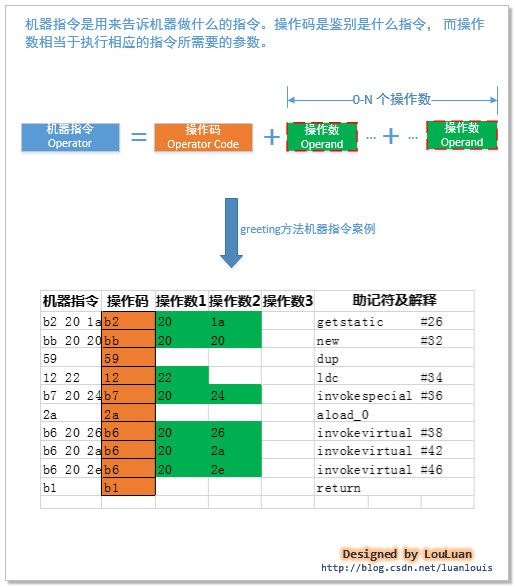 机器指令是用来告诉机器做什么的指令。操作码是鉴别是什么指令， 而操作
数相当于执行相应的指令所需要的参数。
0-N 个操作数
机器指令 操作码 操作数 操作数
Operator = Operator Code + Operand ... + ... Operand
greeting方法机器指令案例
机器指令 操作码 操作数1 操作数2 操作数3 助记符及解释
b2 20 1a b2 20 1a getstatic #26
bb 20 20 bb 20 20 new #32
59 59 dup
12 22 12 22 ldc #34
b7 20 24 b7 20 24 invokespecial #36
2a 2a aload_0
b6 20 26 b6 20 26 invokevirtual #38
b6 20 2a b6 20 2a invokevirtual #42
b6 20 2e b6 20 2e invokevirtual #46
b1 b1 return
Designed by LouLuan
http://blog.csdn.net/luanlouis